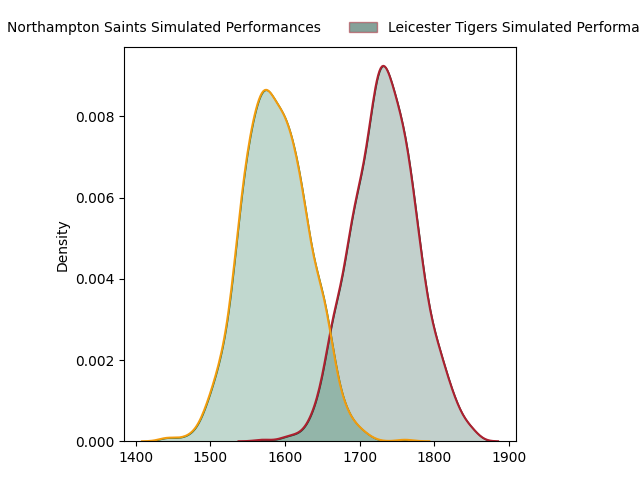 Northampton Saints Simulated Performances
Leicester Tigers Simulated Performa
Density
0.008
0.006
0.004
0.002
0.000
1400 1500 1600 1700 1800 1900